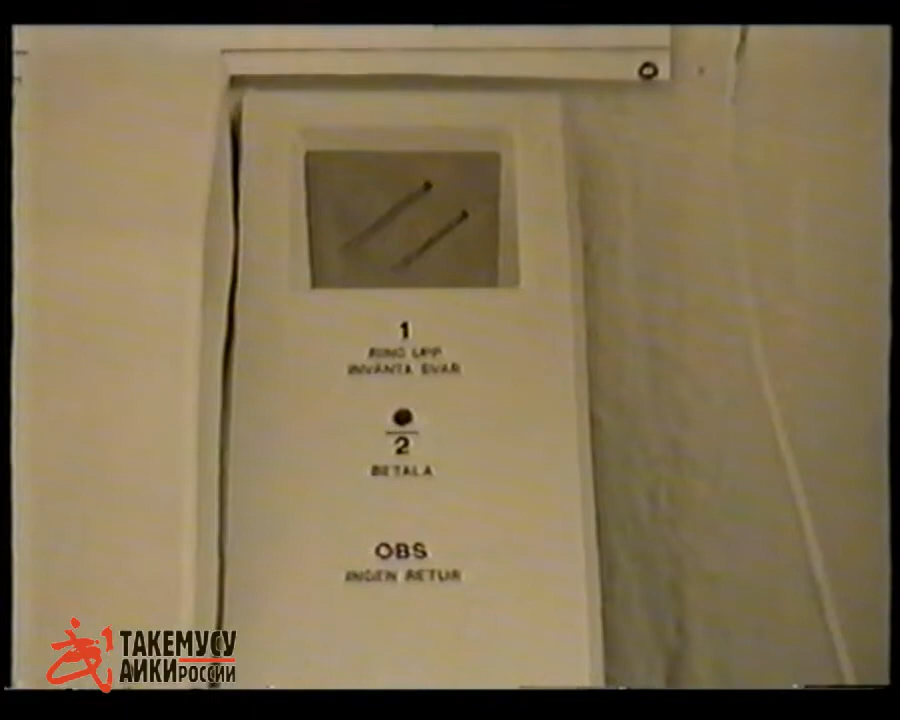 1
RING UPP
INVÄNTA SVAR
2
BETALA
OBS
INGEN RETUR
ТАКЕМУСУ
АЙКИ РОССИИ